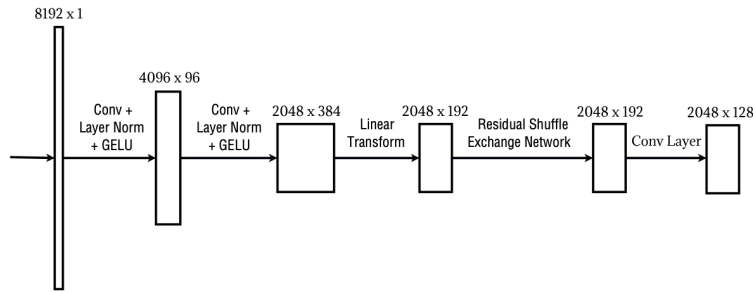 8192 x 1
4096 x 96
Conv +
Layer Norm
+ GELU
Conv +
Layer Norm
+ GELU
2048 x 384
Linear
Transform
2048 x 192
Residual Shuffle
Exchange Network
2048 x 192
Conv Layer
2048 x 128